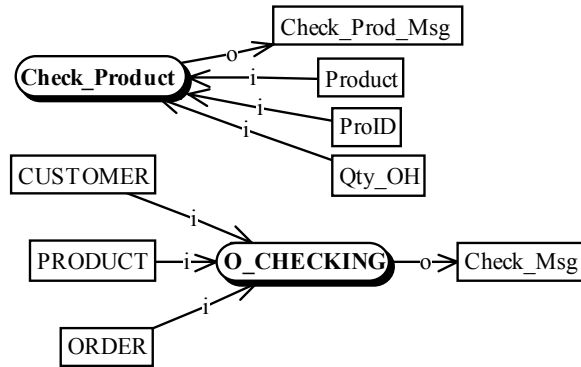 Check_Prod_Msg
o
Check_Product
i
Product
i
ProID
i
Qty_OH
CUSTOMER
i
PRODUCT
i
O_CHECKING
o
Check_Msg
i
ORDER